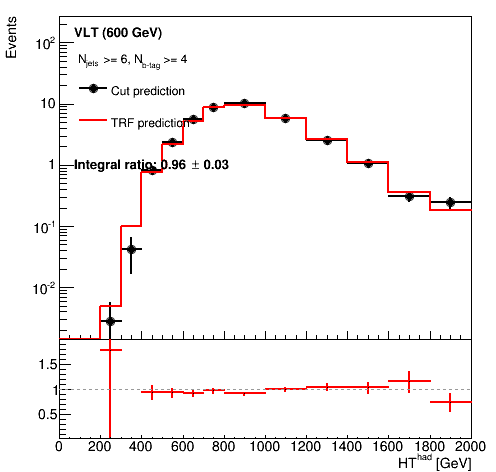 Events
VLT (600 GeV)
N_jets >= 6, N_b-tag >= 4
Cut prediction
TRF prediction
Integral ratio: 0.96 ± 0.03
10^2
10
1
10^-1
10^-2
1.5
1
0.5
0 200 400 600 800 1000 1200 1400 1600 1800 2000
HT^had [GeV]